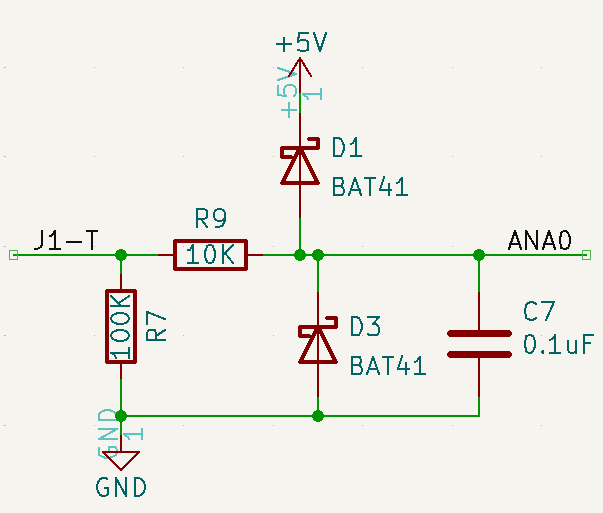 +5V
+5V
1
D1
BAT41
R9
J1-T
10K
ANA0
100K
R7
D3
BAT41
C7
0.1uF
GND
1
GND